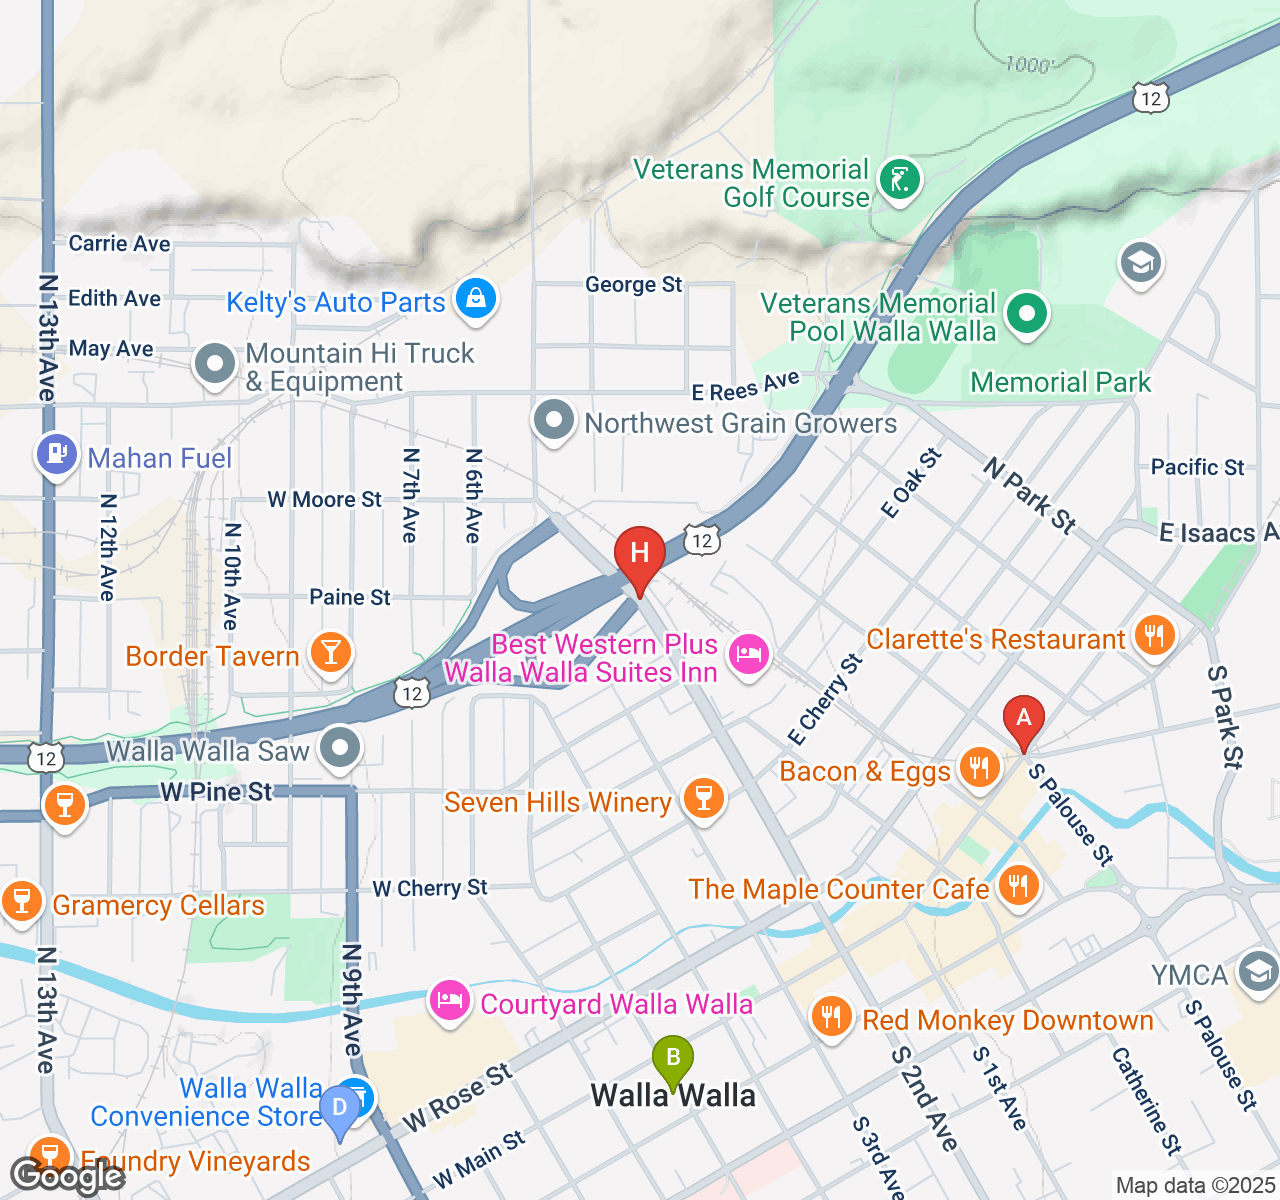 1000'
12
Veterans Memorial
Golf Course
Carrie Ave
N 13th Ave
Edith Ave
Kelty's Auto Parts
George St
Veterans Memorial
Pool Walla Walla
May Ave
Mountain Hi Truck
& Equipment
E Rees Ave
Memorial Park
Northwest Grain Growers
Mahan Fuel
N 7th Ave
N 6th Ave
E Oak St
N Park St
Pacific St
W Moore St
N 12th Ave
N 10th Ave
12
E Isaacs A
H
Paine St
Best Western Plus
Walla Walla Suites Inn
Clarette's Restaurant
Border Tavern
E Cherry St
S Park St
12
A
12
Walla Walla Saw
Bacon & Eggs
S Palouse St
W Pine St
Seven Hills Winery
W Cherry St
The Maple Counter Cafe
Gramercy Cellars
N 13th Ave
N 9th Ave
YMCA
Courtyard Walla Walla
Red Monkey Downtown
S Palouse St
B
Walla Walla
S 2nd Ave
S 1st Ave
Catherine St
Walla Walla
Convenience Store
D
W Rose St
W Main St
S 3rd Ave
Foundry Vineyards
Google
Map data ©2025